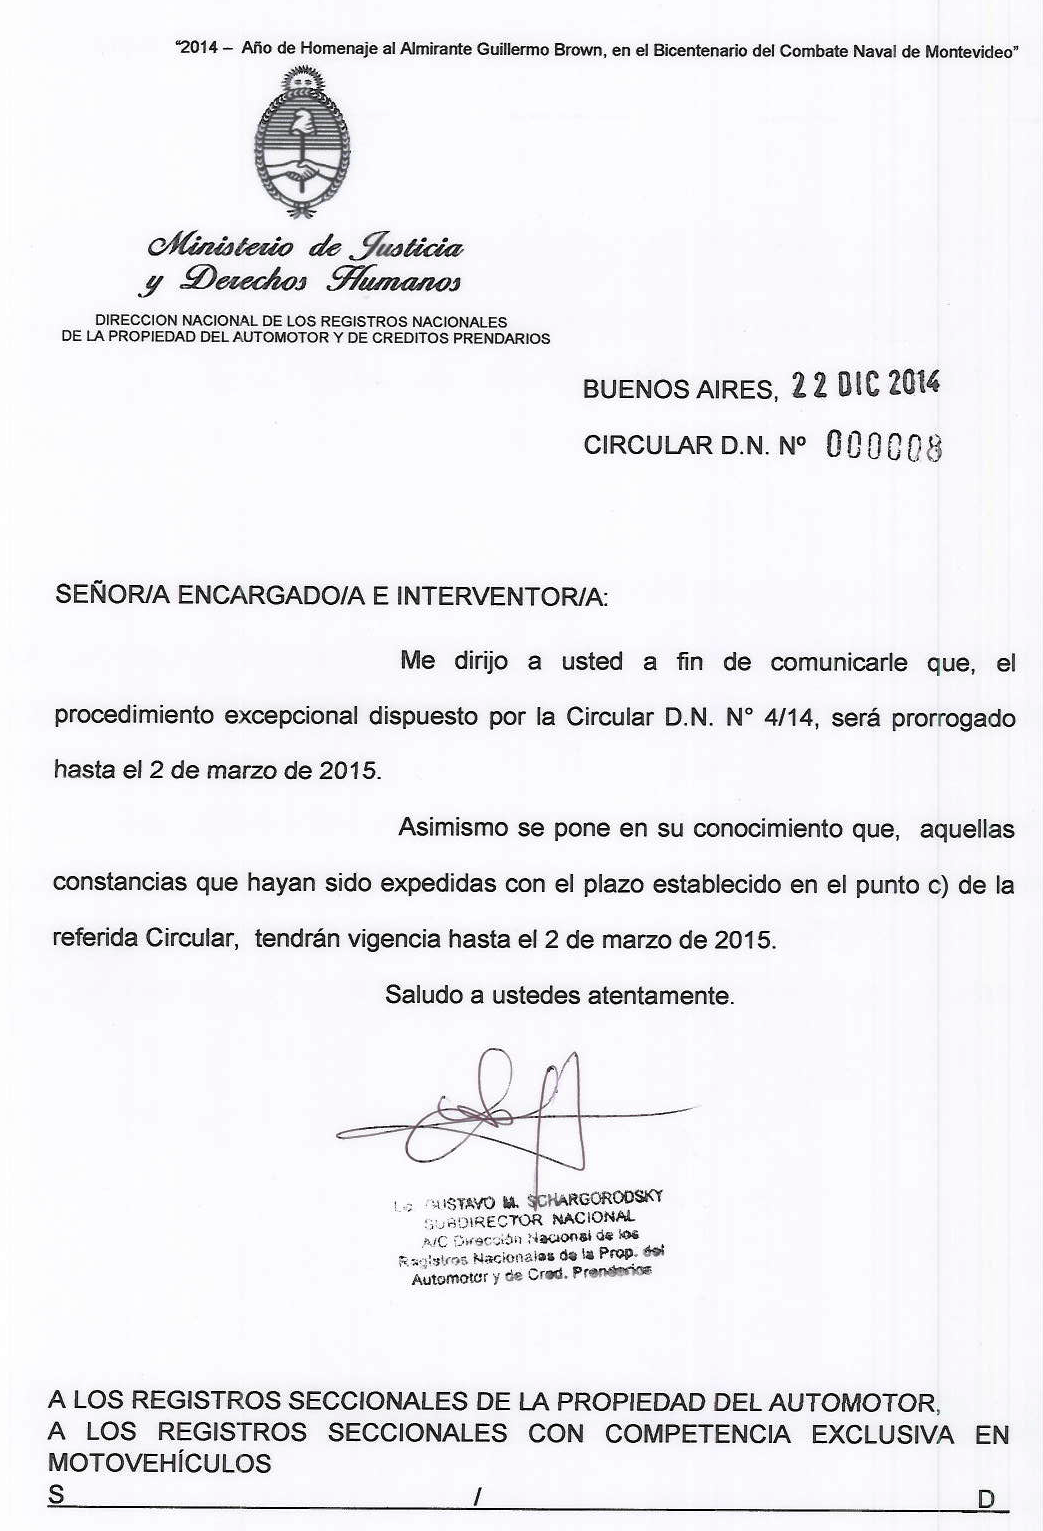 "2014 – Año de Homenaje al Almirante Guillermo Brown, en el Bicentenario del Combate Naval de Montevideo"
Ministerio de Justicia
y Derechos Humanos
DIRECCION NACIONAL DE LOS REGISTROS NACIONALES
DE LA PROPIEDAD DEL AUTOMOTOR Y DE CREDITOS PRENDARIOS
BUENOS AIRES, 22 DIC 2014
CIRCULAR D.N. Nº 000008
SEÑOR/A ENCARGADO/A E INTERVENTOR/A:
Me dirijo a usted a fin de comunicarle que, el
procedimiento excepcional dispuesto por la Circular D.N. N° 4/14, será prorrogado
hasta el 2 de marzo de 2015.
Asimismo se pone en su conocimiento que, aquellas
constancias que hayan sido expedidas con el plazo establecido en el punto c) de la
referida Circular, tendrán vigencia hasta el 2 de marzo de 2015.
Saludo a ustedes atentamente.
GUSTAVO M. SCHARGORODSKY
SUBDIRECTOR NACIONAL
A/C Dirección Nacional de los
Registros Nacionales de la Prop. del
Automotor y de Cred. Prendarios
A LOS REGISTROS SECCIONALES DE LA PROPIEDAD DEL AUTOMOTOR,
A LOS REGISTROS SECCIONALES CON COMPETENCIA EXCLUSIVA EN
MOTOVEHÍCULOS
S / D